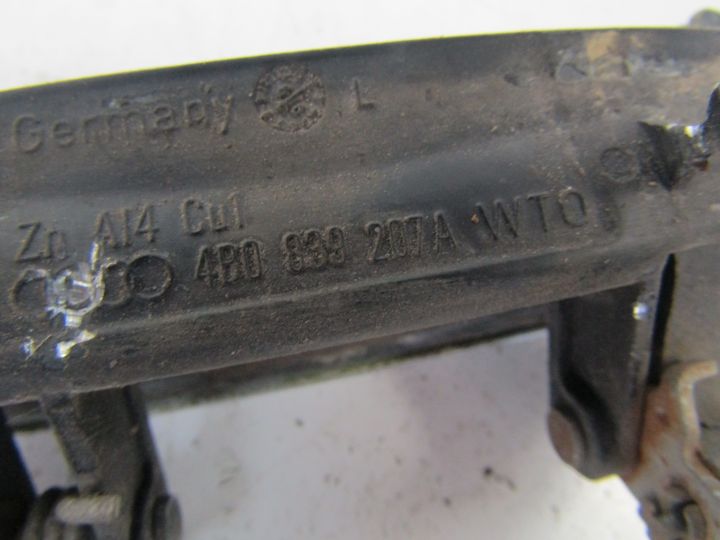 Germany L
Zn Al4 Cu1
4B0 839 207A WTO